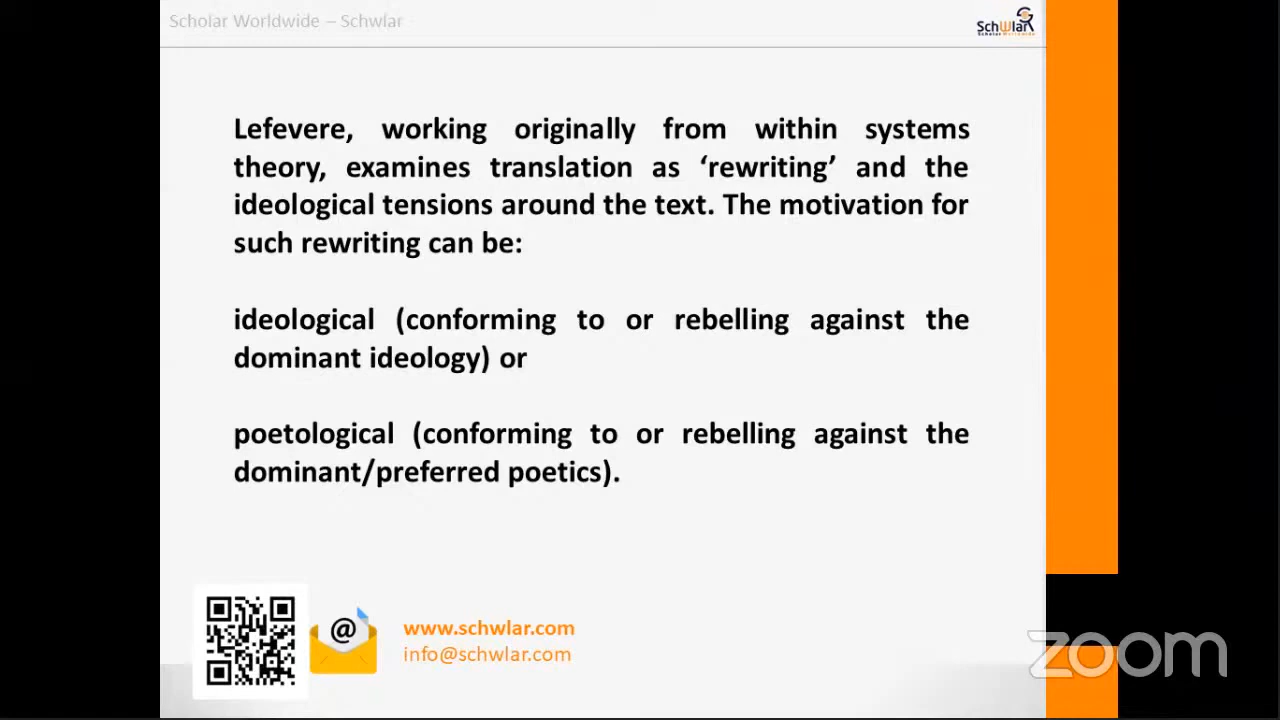 Scholar Worldwide – Schwlar
SchWlar
Scholar Worldwide
Lefevere, working originally from within systems
theory, examines translation as ‘rewriting’ and the
ideological tensions around the text. The motivation for
such rewriting can be:
ideological (conforming to or rebelling against the
dominant ideology) or
poetological (conforming to or rebelling against the
dominant/preferred poetics).
@
www.schwlar.com
info@schwlar.com
zoom